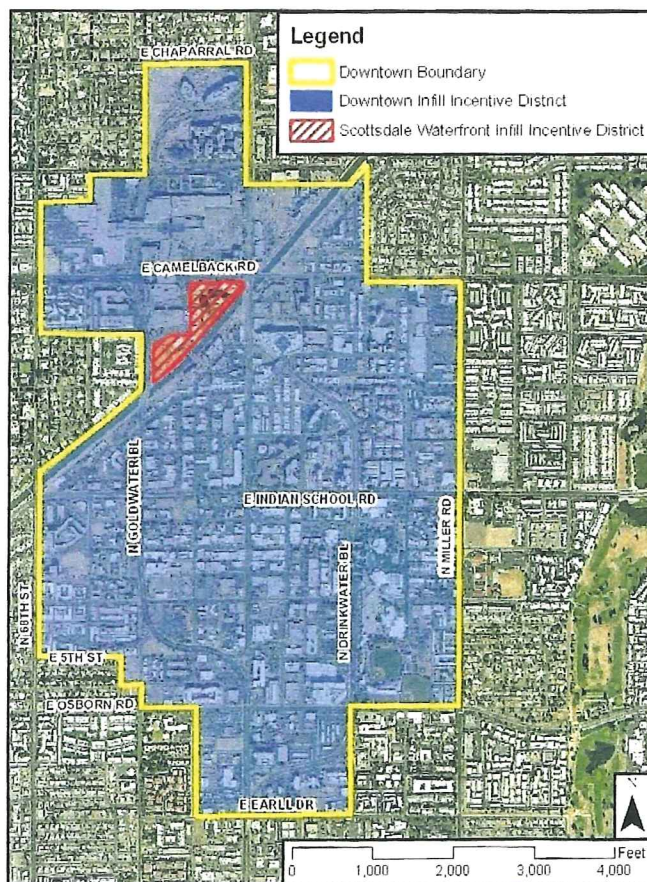 E CHAPARRAL RD
Legend
Downtown Boundary
Downtown Infill Incentive District
Scottsdale Waterfront Infill Incentive District
E CAMELBACK RD
N GOLDWATER BL
E INDIAN SCHOOL RD
N MILLER RD
N DRINKWATER BL
N 68TH ST
E 5TH ST
E OSBORN RD
E EARLL DR
N
Feet
0 1,000 2,000 3,000 4,000